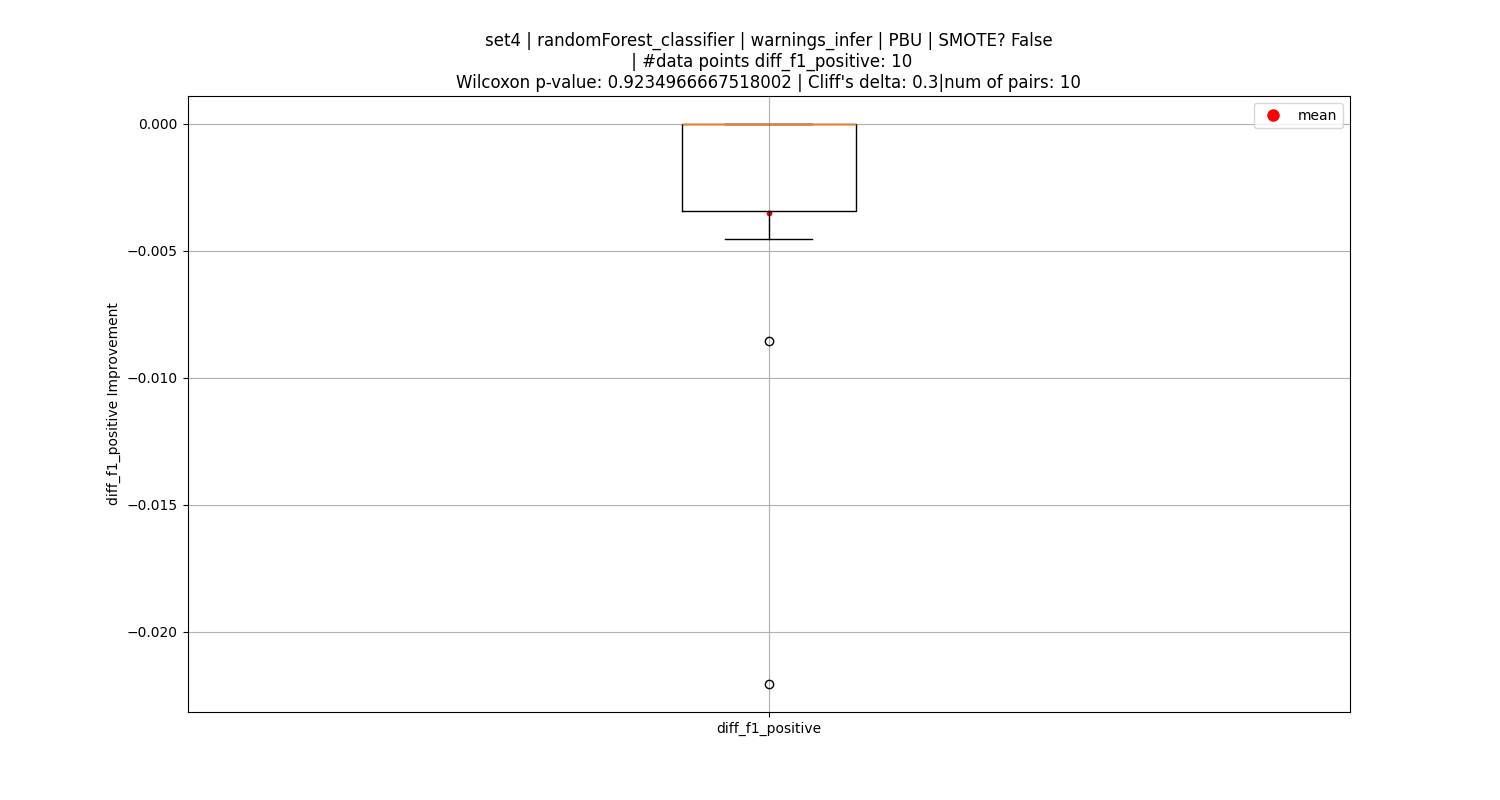 set4 | randomForest_classifier | warnings_infer | PBU | SMOTE? False
| #data points diff_f1_positive: 10
Wilcoxon p-value: 0.9234966667518002 | Cliff's delta: 0.3|num of pairs: 10
mean
0.000
−0.005
−0.010
−0.015
−0.020
diff_f1_positive Improvement
diff_f1_positive